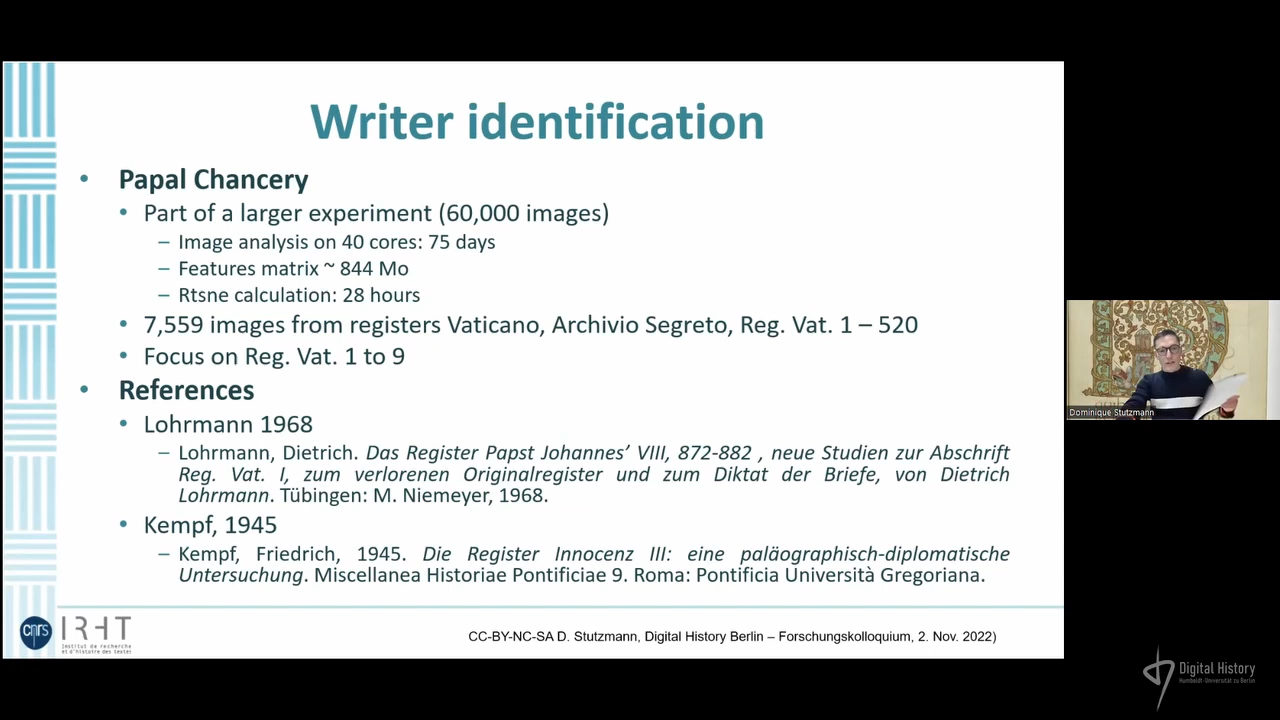 Writer identification
• Papal Chancery
• Part of a larger experiment (60,000 images)
– Image analysis on 40 cores: 75 days
– Features matrix ~ 844 Mo
– Rtsne calculation: 28 hours
• 7,559 images from registers Vaticano, Archivio Segreto, Reg. Vat. 1 – 520
• Focus on Reg. Vat. 1 to 9
• References
• Lohrmann 1968
– Lohrmann, Dietrich. Das Register Papst Johannes’ VIII, 872-882 , neue Studien zur Abschrift
Reg. Vat. I, zum verlorenen Originalregister und zum Diktat der Briefe, von Dietrich
Lohrmann. Tübingen: M. Niemeyer, 1968.
• Kempf, 1945
– Kempf, Friedrich, 1945. Die Register Innocenz III: eine paläographisch-diplomatische
Untersuchung. Miscellanea Historiae Pontificiae 9. Roma: Pontificia Università Gregoriana.
cnrs
IRHT
Institut de recherche
et d'histoire des textes
CC-BY-NC-SA D. Stutzmann, Digital History Berlin – Forschungskolloquium, 2. Nov. 2022)
Dominique Stutzmann
Digital History
Humboldt-Universität zu Berlin